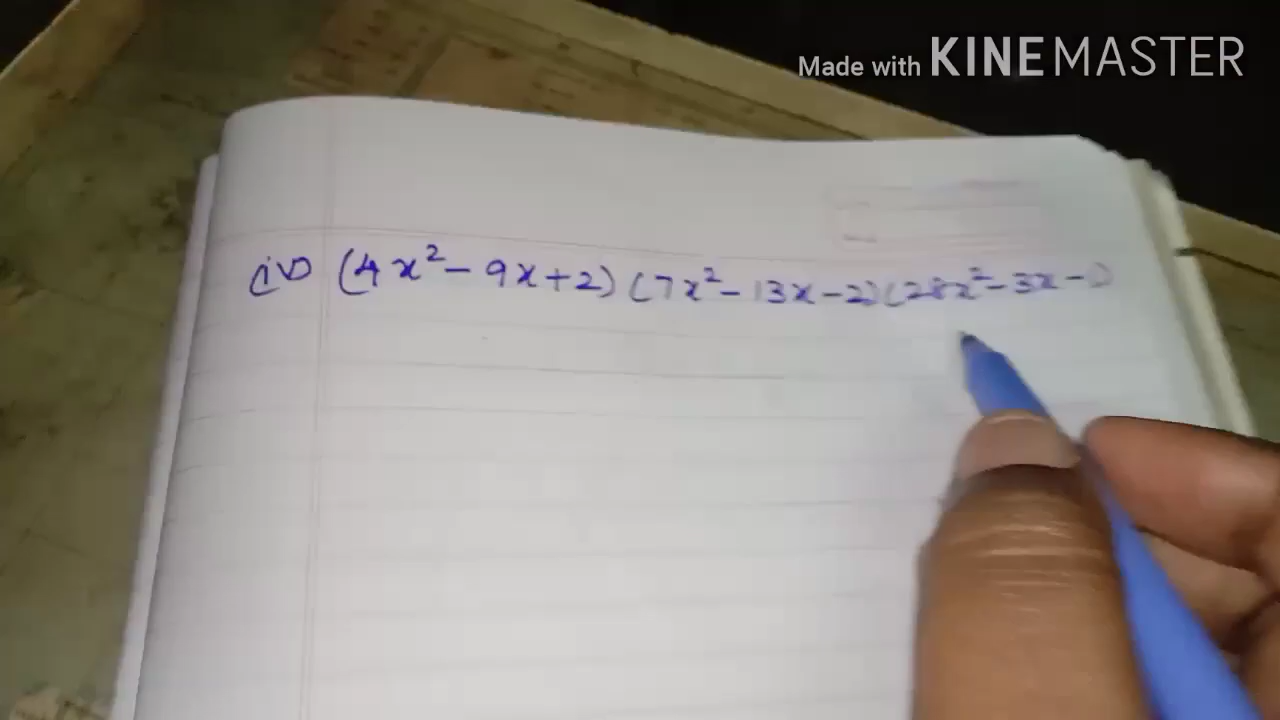 Made with KINEMASTER
(iv) (4x² - 9x + 2) (7x² - 13x - 2) (28x² - 3x - 1)